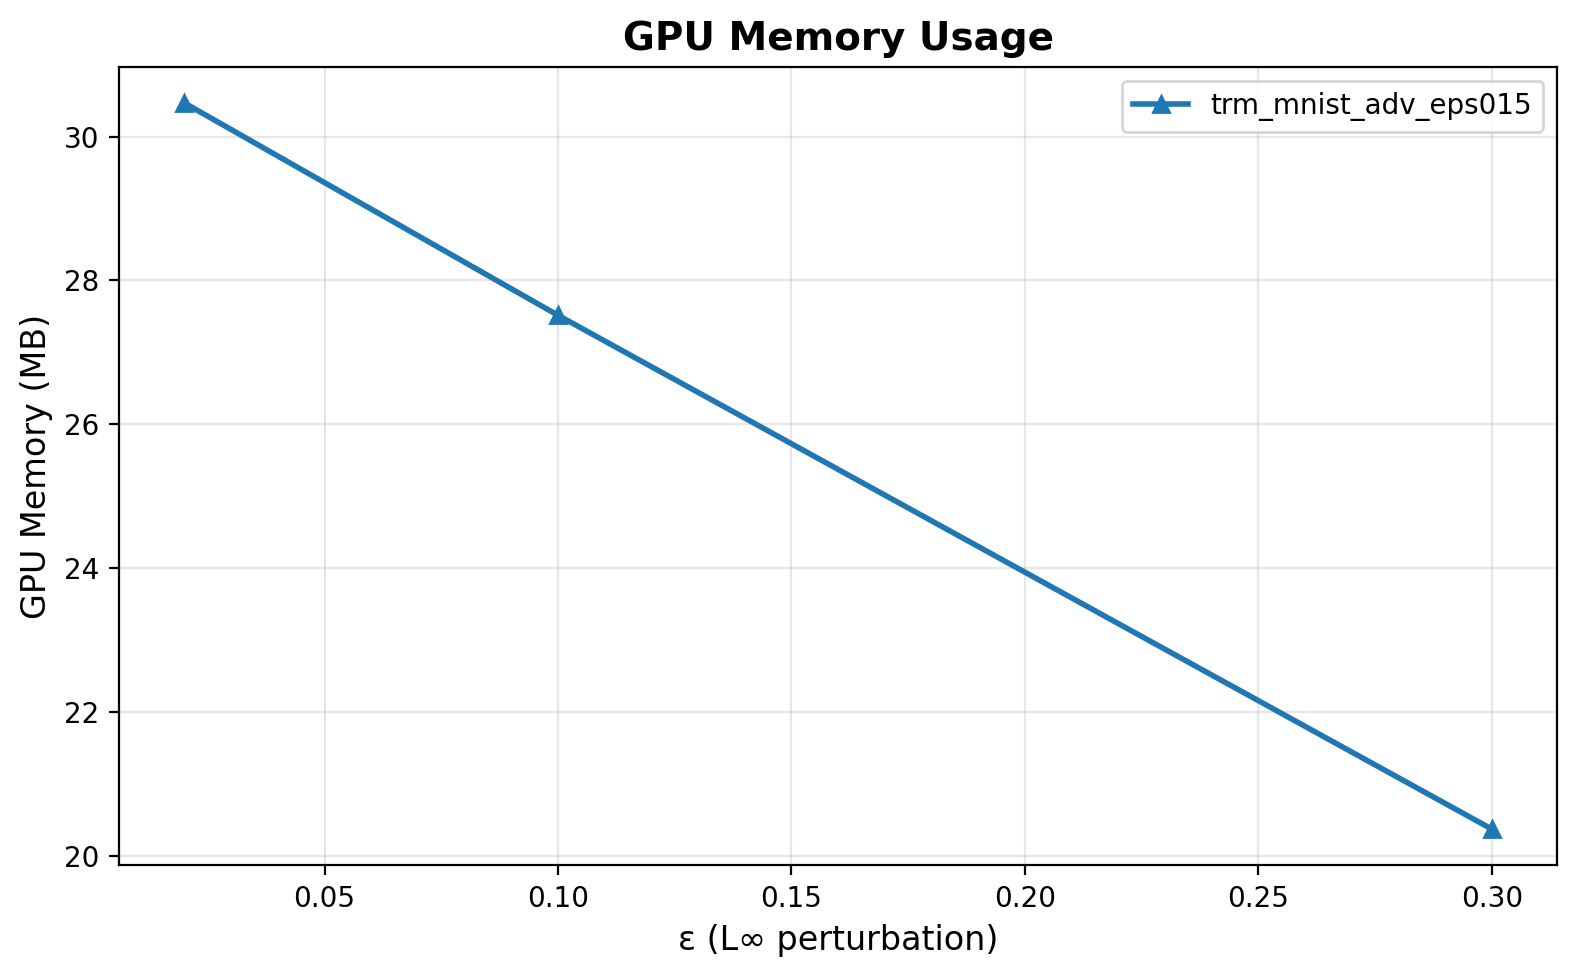 GPU Memory Usage
trm_mnist_adv_eps015
GPU Memory (MB)
30
28
26
24
22
20
0.05 0.10 0.15 0.20 0.25 0.30
ε (L∞ perturbation)